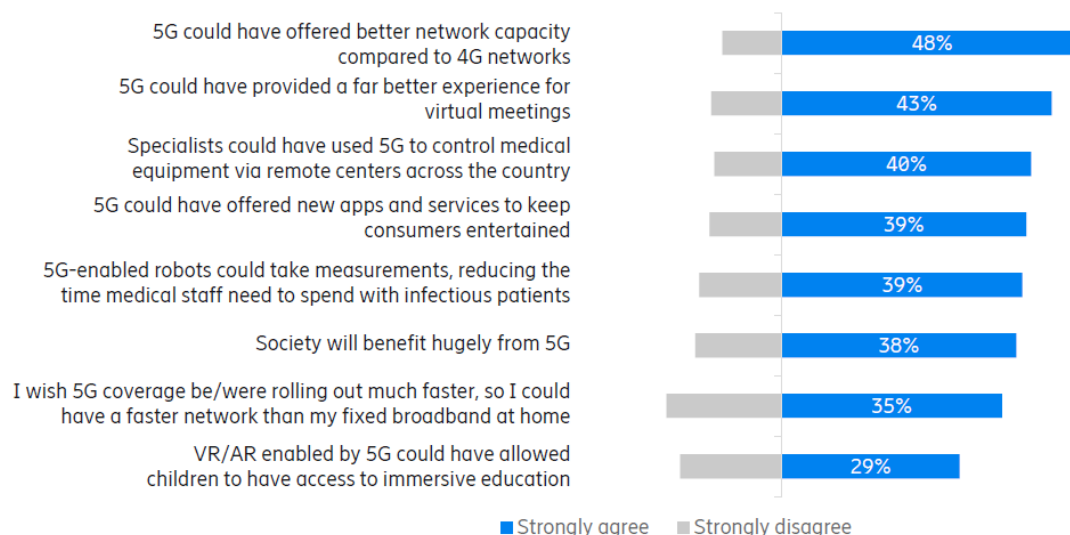 5G could have offered better network capacity
compared to 4G networks
48%
5G could have provided a far better experience for
virtual meetings
43%
Specialists could have used 5G to control medical
equipment via remote centers across the country
40%
5G could have offered new apps and services to keep
consumers entertained
39%
5G-enabled robots could take measurements, reducing the
time medical staff need to spend with infectious patients
39%
Society will benefit hugely from 5G
38%
I wish 5G coverage be/were rolling out much faster, so I could
have a faster network than my fixed broadband at home
35%
VR/AR enabled by 5G could have allowed
children to have access to immersive education
29%
Strongly agree
Strongly disagree